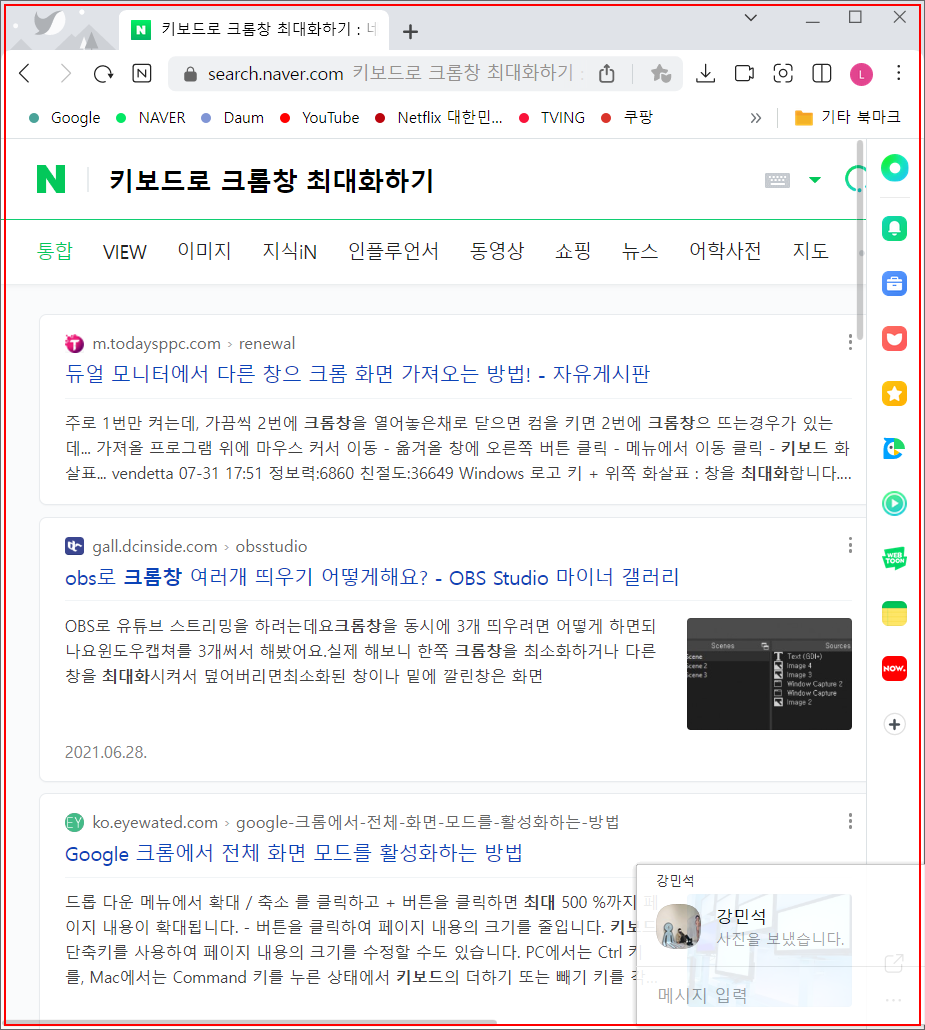 키보드로 크롬창 최대화하기 : 네
search.naver.com 키보드로 크롬창 최대화하기 :
L
Google NAVER Daum YouTube Netflix 대한민... TVING 쿠팡 » 기타 북마크
N 키보드로 크롬창 최대화하기
통합 VIEW 이미지 지식iN 인플루언서 동영상 쇼핑 뉴스 어학사전 지도
m.todaysppc.com › renewal
듀얼 모니터에서 다른 창으 크롬 화면 가져오는 방법! - 자유게시판
주로 1번만 켜는데, 가끔씩 2번에 크롬창을 열어놓은채로 닫으면 컴을 키면 2번에 크롬창으 뜨는경우가 있는
데... 가져올 프로그램 위에 마우스 커서 이동 - 옮겨올 창에 오른쪽 버튼 클릭 - 메뉴에서 이동 클릭 - 키보드 화
살표... vendetta 07-31 17:51 정보력:6860 친절도:36649 Windows 로고 키 + 위쪽 화살표 : 창을 최대화합니다....
gall.dcinside.com › obsstudio
obs로 크롬창 여러개 띄우기 어떻게해요? - OBS Studio 마이너 갤러리
OBS로 유튜브 스트리밍을 하려는데요크롬창을 동시에 3개 띄우려면 어떻게 하면되
나요윈도우캡쳐를 3개써서 해봤어요.실제 해보니 한쪽 크롬창을 최소화하거나 다른
창을 최대화시켜서 덮어버리면최소화된 창이나 밑에 깔린창은 화면
Scenes Sources
Scene
Scene 2
Scene 3
Text (GDI+)
Image 4
Image 3
Window Capture 2
Window Capture
Image 2
2021.06.28.
WEB
TOON
NOW.
EY ko.eyewated.com › google-크롬에서-전체-화면-모드를-활성화하는-방법
Google 크롬에서 전체 화면 모드를 활성화하는 방법
드롭 다운 메뉴에서 확대 / 축소 를 클릭하고 + 버튼을 클릭하면 최대 500 %까지 페
이지 내용이 확대됩니다. - 버튼을 클릭하여 페이지 내용의 크기를 줄입니다. 키보드
단축키를 사용하여 페이지 내용의 크기를 수정할 수도 있습니다. PC에서는 Ctrl 키
를, Mac에서는 Command 키를 누른 상태에서 키보드의 더하기 또는 빼기 키를 각...
강민석
강민석
사진을 보냈습니다.
메시지 입력